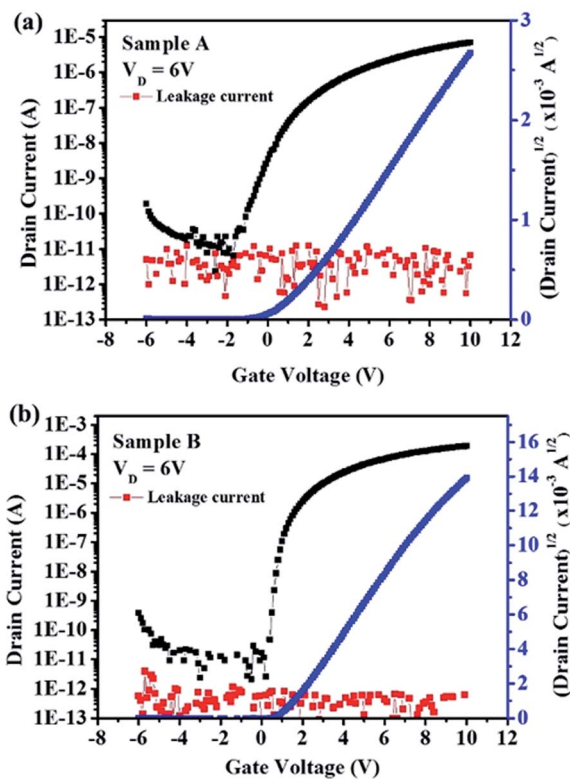 (a)
Sample A
V_D = 6V
Leakage current
Drain Current (A)
1E-5
1E-6
1E-7
1E-8
1E-9
1E-10
1E-11
1E-12
1E-13
(Drain Current)^1/2 (x10^-3 A^1/2)
3
2
1
0
-8 -6 -4 -2 0 2 4 6 8 10 12
Gate Voltage (V)
(b)
Sample B
V_D = 6V
Leakage current
Drain Current (A)
1E-3
1E-4
1E-5
1E-6
1E-7
1E-8
1E-9
1E-10
1E-11
1E-12
1E-13
(Drain Current)^1/2 (x10^-3 A^1/2)
16
14
12
10
8
6
4
2
0
-8 -6 -4 -2 0 2 4 6 8 10 12
Gate Voltage (V)